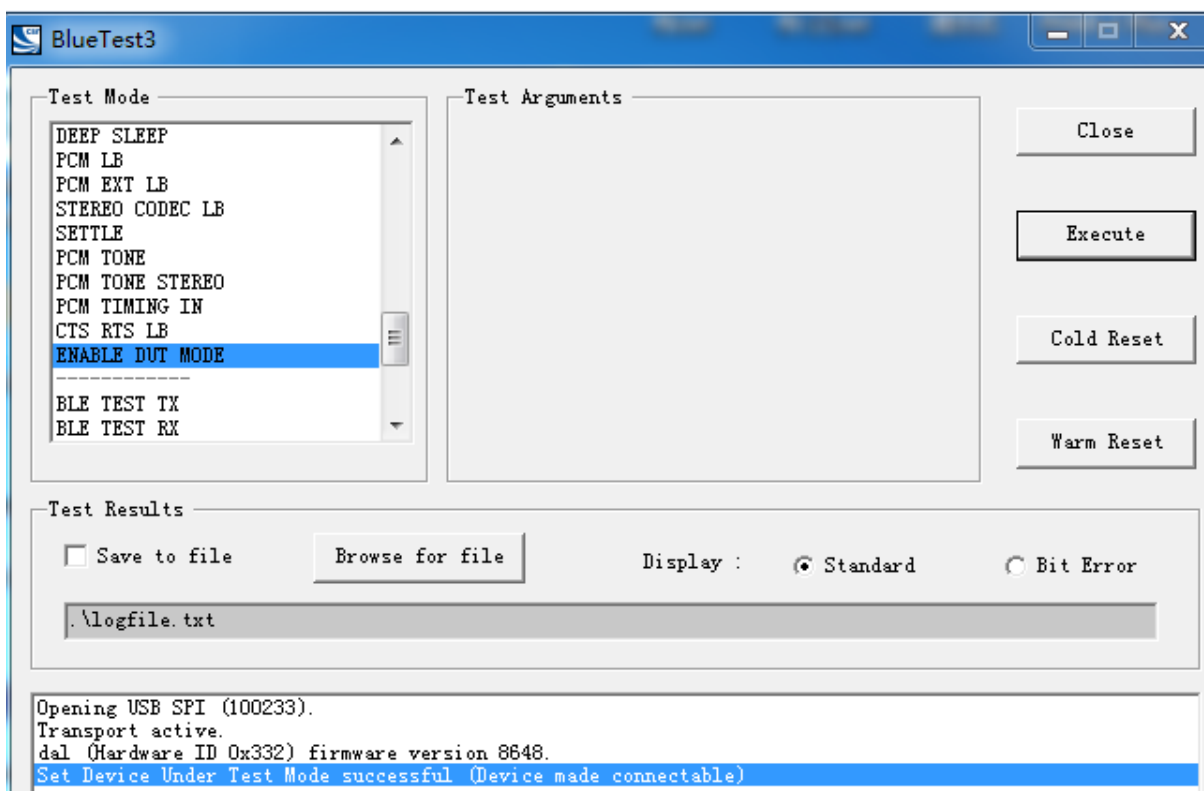 BlueTest3
Test Mode
DEEP SLEEP
PCM LB
PCM EXT LB
STEREO CODEC LB
SETTLE
PCM TONE
PCM TONE STEREO
PCM TIMING IN
CTS RTS LB
ENABLE DUT MODE
------------
BLE TEST TX
BLE TEST RX
Test Arguments
Close
Execute
Cold Reset
Warm Reset
Test Results
Save to file
Browse for file
Display :
Standard
Bit Error
.\logfile.txt
Opening USB SPI (100233).
Transport active.
dal (Hardware ID 0x332) firmware version 8648.
Set Device Under Test Mode successful (Device made connectable)